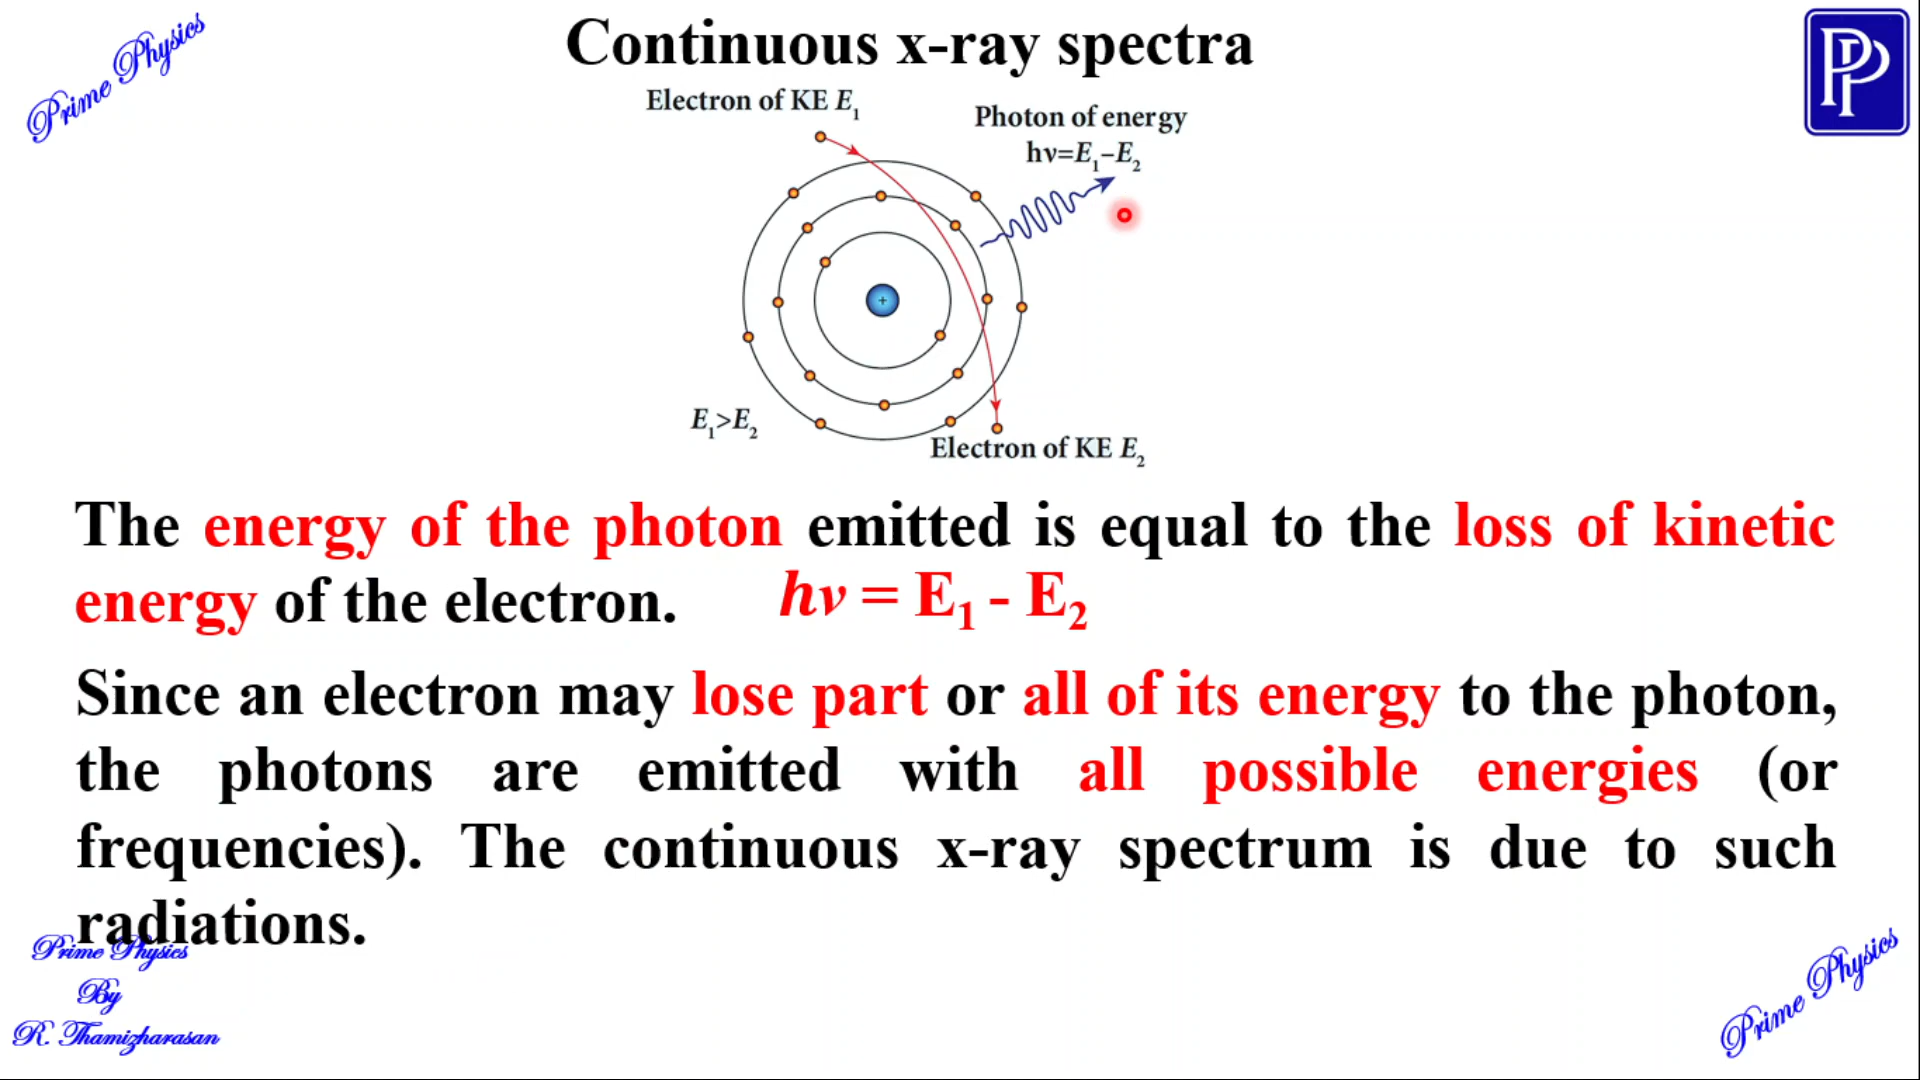 Prime Physics
Continuous x-ray spectra
PP
Electron of KE E₁
Photon of energy
hν=E₁–E₂
+
E₁>E₂
Electron of KE E₂
The energy of the photon emitted is equal to the loss of kinetic
energy of the electron. hν = E₁ - E₂
Since an electron may lose part or all of its energy to the photon,
the photons are emitted with all possible energies (or
frequencies). The continuous x-ray spectrum is due to such
radiations.
Prime Physics
By
R. Thamizharasan
Prime Physics